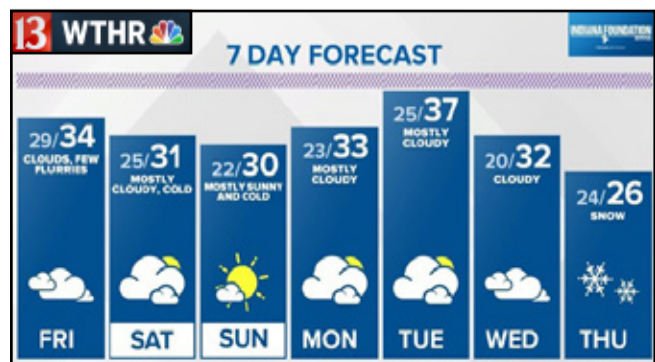 13 WTHR
INDIANA FOUNDATION
7 DAY FORECAST
29/34
CLOUDS, FEW
FLURRIES
FRI
25/31
MOSTLY
CLOUDY, COLD
SAT
22/30
MOSTLY SUNNY
AND COLD
SUN
23/33
MOSTLY
CLOUDY
MON
25/37
MOSTLY
CLOUDY
TUE
20/32
CLOUDY
WED
24/26
SNOW
THU